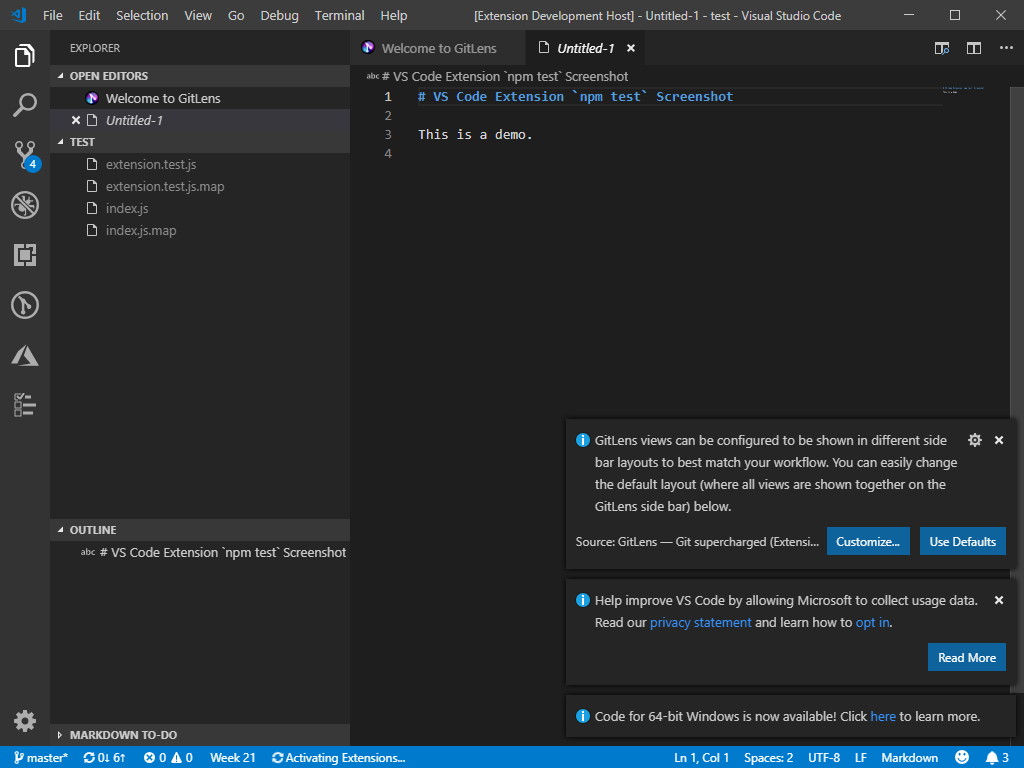 File Edit Selection View Go Debug Terminal Help [Extension Development Host] - Untitled-1 - test - Visual Studio Code
EXPLORER
OPEN EDITORS
Welcome to GitLens
Untitled-1
TEST
extension.test.js
extension.test.js.map
index.js
index.js.map
4
OUTLINE
abc # VS Code Extension `npm test` Screenshot
MARKDOWN TO-DO
Welcome to GitLens Untitled-1
abc # VS Code Extension `npm test` Screenshot
1 # VS Code Extension `npm test` Screenshot
2
3 This is a demo.
4
GitLens views can be configured to be shown in different side
bar layouts to best match your workflow. You can easily change
the default layout (where all views are shown together on the
GitLens side bar) below.
Source: GitLens — Git supercharged (Extensi... Customize... Use Defaults
Help improve VS Code by allowing Microsoft to collect usage data.
Read our privacy statement and learn how to opt in.
Read More
Code for 64-bit Windows is now available! Click here to learn more.
master* 0↓ 6↑ 0 0 Week 21 Activating Extensions... Ln 1, Col 1 Spaces: 2 UTF-8 LF Markdown 3